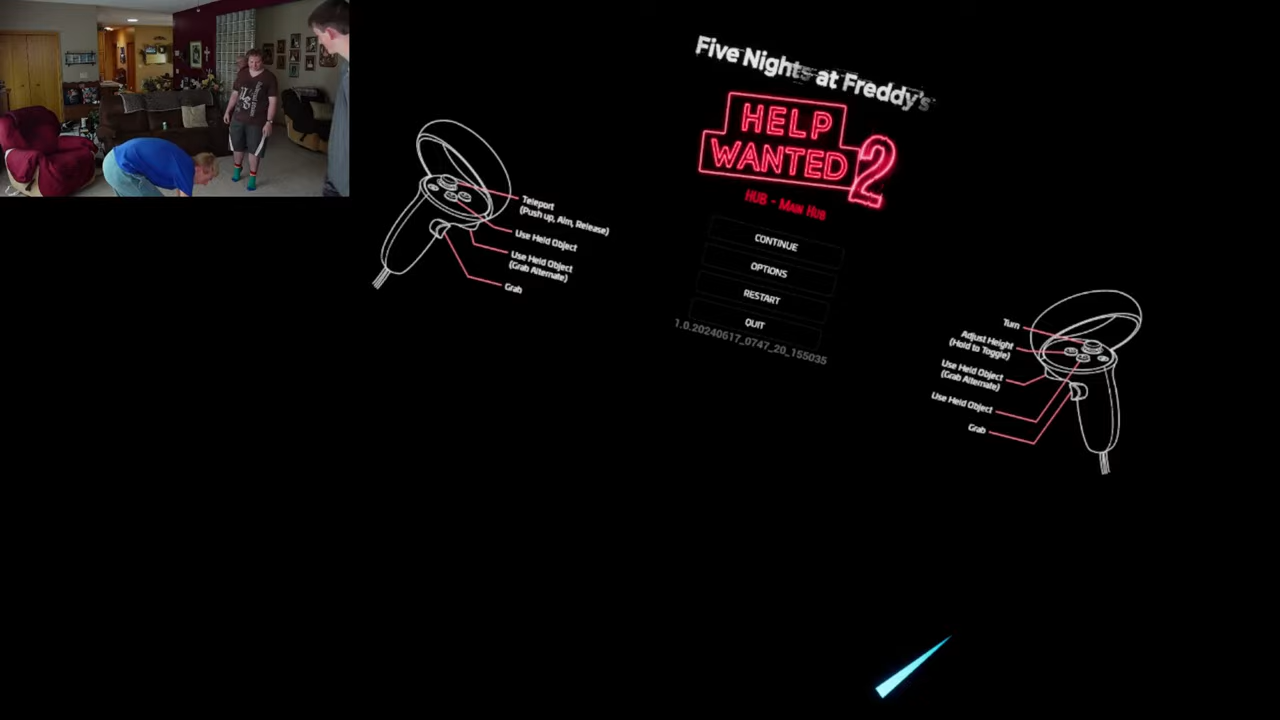 Five Nights at Freddy's
HELP
WANTED 2
HUB - MAIN HUB
CONTINUE
OPTIONS
RESTART
QUIT
1.0.20240617_0747_20_155035
Teleport
(Push up, Aim, Release)
Use Held Object
Use Held Object
(Grab Alternate)
Grab
Turn
Adjust Height
(Hold to Toggle)
Use Held Object
(Grab Alternate)
Use Held Object
Grab